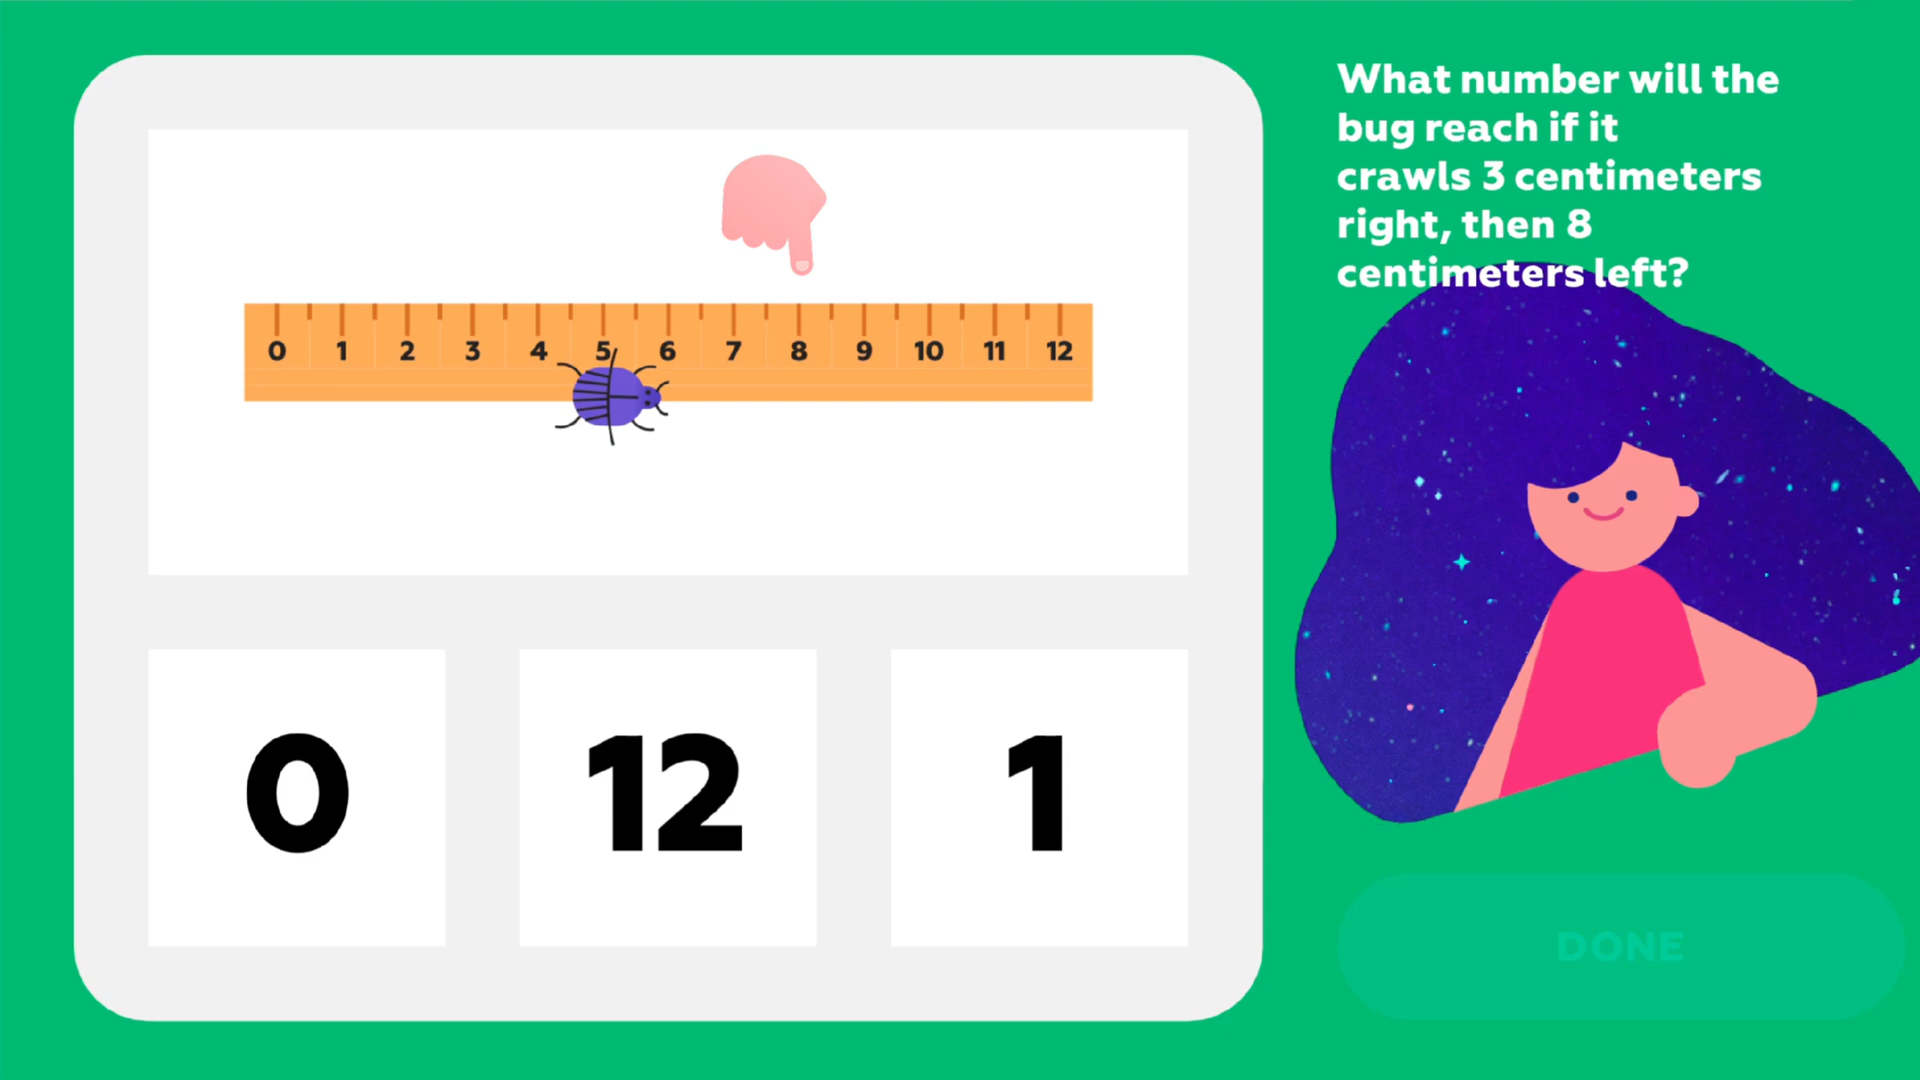 What number will the
bug reach if it
crawls 3 centimeters
right, then 8
centimeters left?
0 1 2 3 4 5 6 7 8 9 10 11 12
0 12 1
DONE